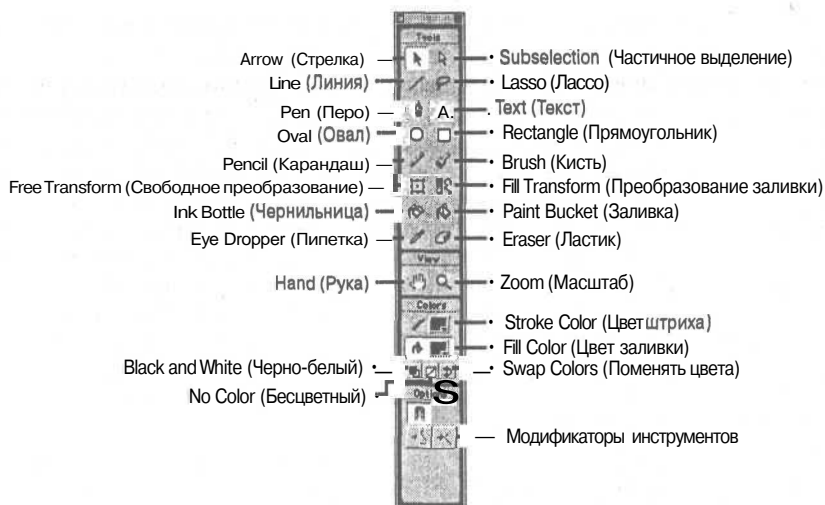 Tools
Arrow (Стрелка)
Subselection (Частичное выделение)
Line (Линия)
Lasso (Лассо)
Pen (Перо)
A.
Text (Текст)
Oval (Овал)
Rectangle (Прямоугольник)
Pencil (Карандаш)
Brush (Кисть)
Free Transform (Свободное преобразование)
Fill Transform (Преобразование заливки)
Ink Bottle (Чернильница)
Paint Bucket (Заливка)
Eye Dropper (Пипетка)
Eraser (Ластик)
View
Hand (Рука)
Zoom (Масштаб)
Colors
Stroke Color (Цвет штриха)
Fill Color (Цвет заливки)
Black and White (Черно-белый)
Swap Colors (Поменять цвета)
No Color (Бесцветный)
S
Модификаторы инструментов